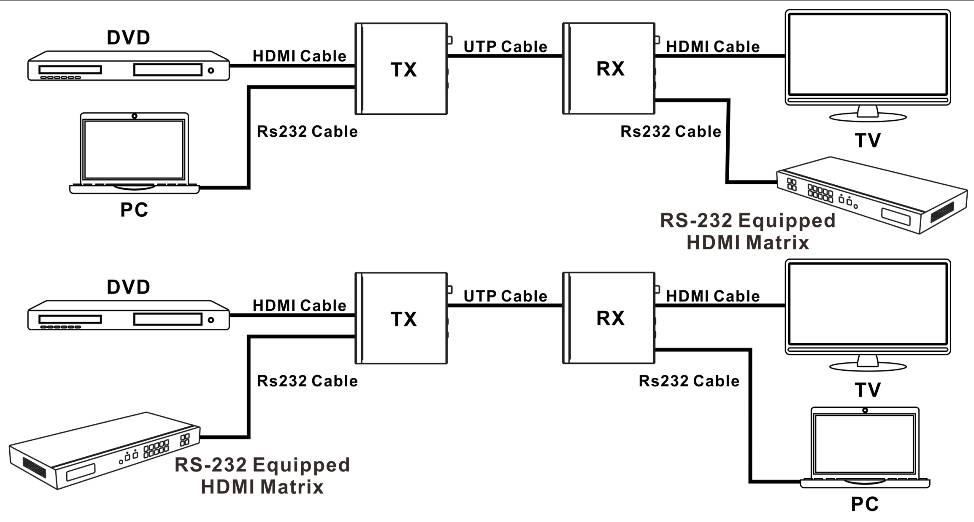 DVD
HDMI Cable
TX
UTP Cable
RX
HDMI Cable
TV
PC
Rs232 Cable
Rs232 Cable
RS-232 Equipped
HDMI Matrix
DVD
HDMI Cable
TX
UTP Cable
RX
HDMI Cable
TV
Rs232 Cable
Rs232 Cable
RS-232 Equipped
HDMI Matrix
PC